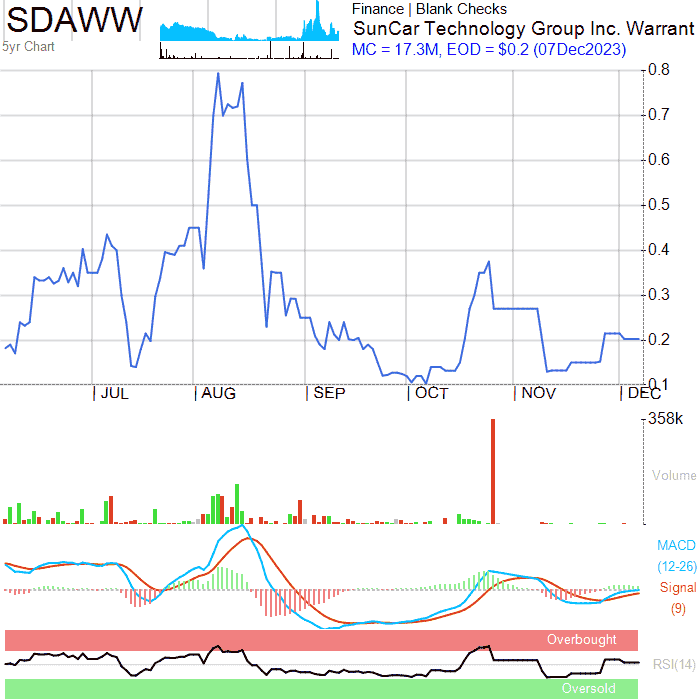 SDAWW
5yr Chart
Finance | Blank Checks
SunCar Technology Group Inc. Warrant
MC = 17.3M, EOD = $0.2 (07Dec2023)
0.8
0.7
0.6
0.5
0.4
0.3
0.2
0.1
JUL AUG SEP OCT NOV DEC
358k
Volume
MACD
(12-26)
Signal
(9)
Overbought
RSI(14)
Oversold